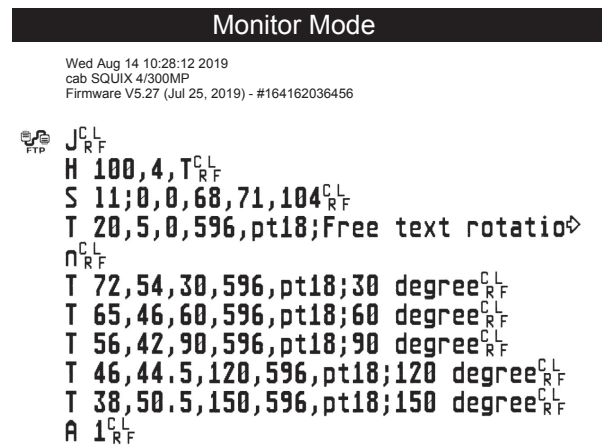 Monitor Mode
Wed Aug 14 10:28:12 2019
cab SQUIX 4/300MP
Firmware V5.27 (Jul 25, 2019) - #164162036456
FTP
J␍␊
H 100,4,T␍␊
S l1;0,0,68,71,104␍␊
T 20,5,0,596,pt18;Free text rotatio⇨
n␍␊
T 72,54,30,596,pt18;30 degree␍␊
T 65,46,60,596,pt18;60 degree␍␊
T 56,42,90,596,pt18;90 degree␍␊
T 46,44.5,120,596,pt18;120 degree␍␊
T 38,50.5,150,596,pt18;150 degree␍␊
A 1␍␊